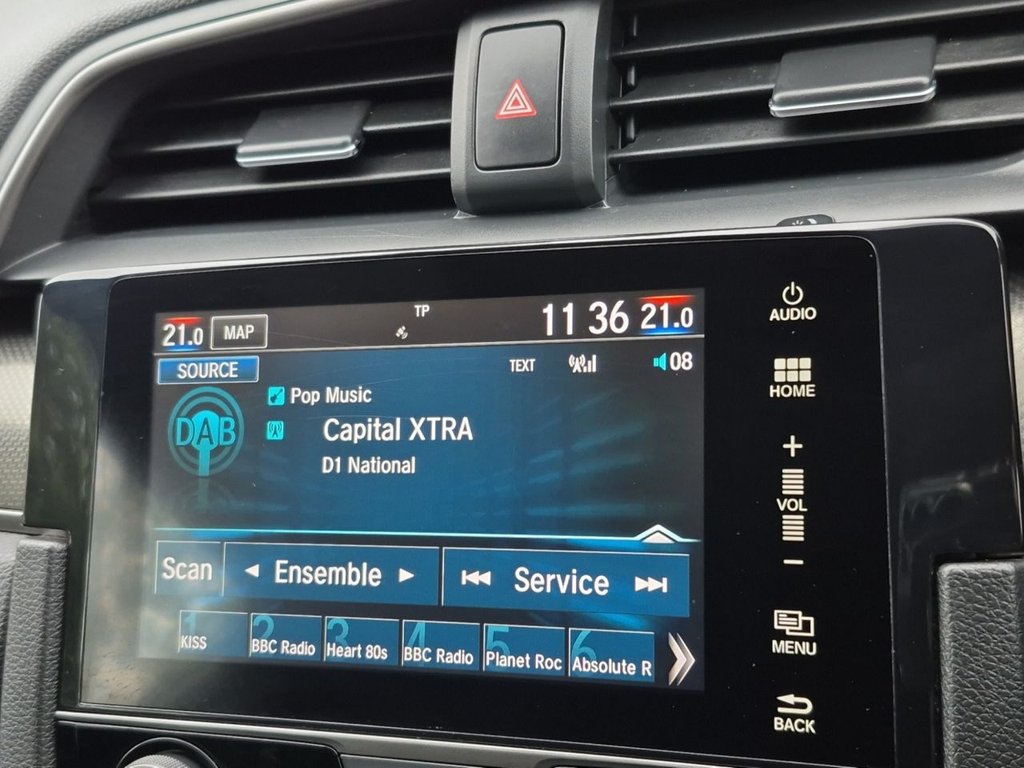 TP
21.0 MAP 11 36 21.0
SOURCE TEXT 08
DAB Pop Music
Capital XTRA
D1 National
Scan Ensemble Service
1 KISS
2 BBC Radio
3 Heart 80s
4 BBC Radio
5 Planet Roc
6 Absolute R
AUDIO
HOME
+
VOL
−
MENU
BACK